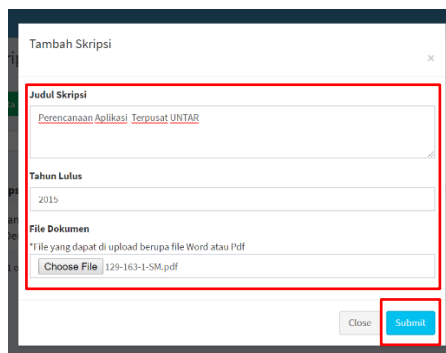 Tambah Skripsi
×
Judul Skripsi
Perencanaan Aplikasi Terpusat UNTAR
Tahun Lulus
2015
File Dokumen
*File yang dapat di upload berupa file Word atau Pdf
Choose File 129-163-1-SM.pdf
Close Submit